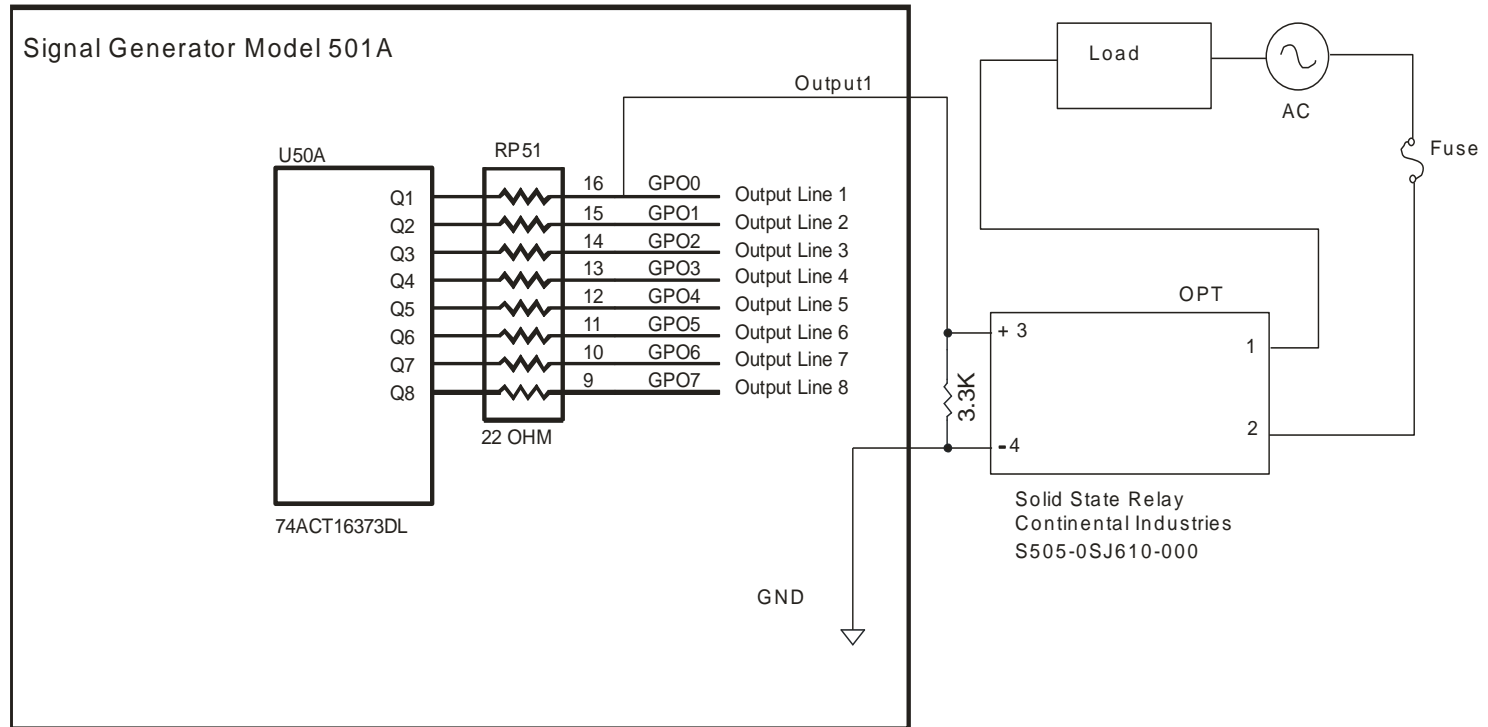 Signal Generator Model 501A
Output1
Load
AC
Fuse
U50A
RP51
Q1
16
GPO0
Output Line 1
Q2
15
GPO1
Output Line 2
Q3
14
GPO2
Output Line 3
Q4
13
GPO3
Output Line 4
Q5
12
GPO4
Output Line 5
Q6
11
GPO5
Output Line 6
Q7
10
GPO6
Output Line 7
Q8
9
GPO7
Output Line 8
22 OHM
74ACT16373DL
GND
OPT
+ 3
1
3.3K
2
-4
Solid State Relay
Continental Industries
S505-0SJ610-000